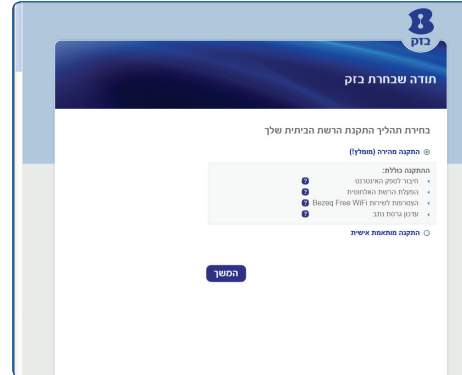 בזק
תודה שבחרת בזק
בחירת תהליך התקנת הרשת הביתית שלך
התקנה מהירה (מומלץ!)
ההתקנה כוללת:
חיבור לספק האינטרנט ?
הפעלת הרשת האלחוטית ?
הצטרפות לשירות Bezeq Free WiFi ?
עדכון גרסת נתב ?
התקנה מותאמת אישית
המשך